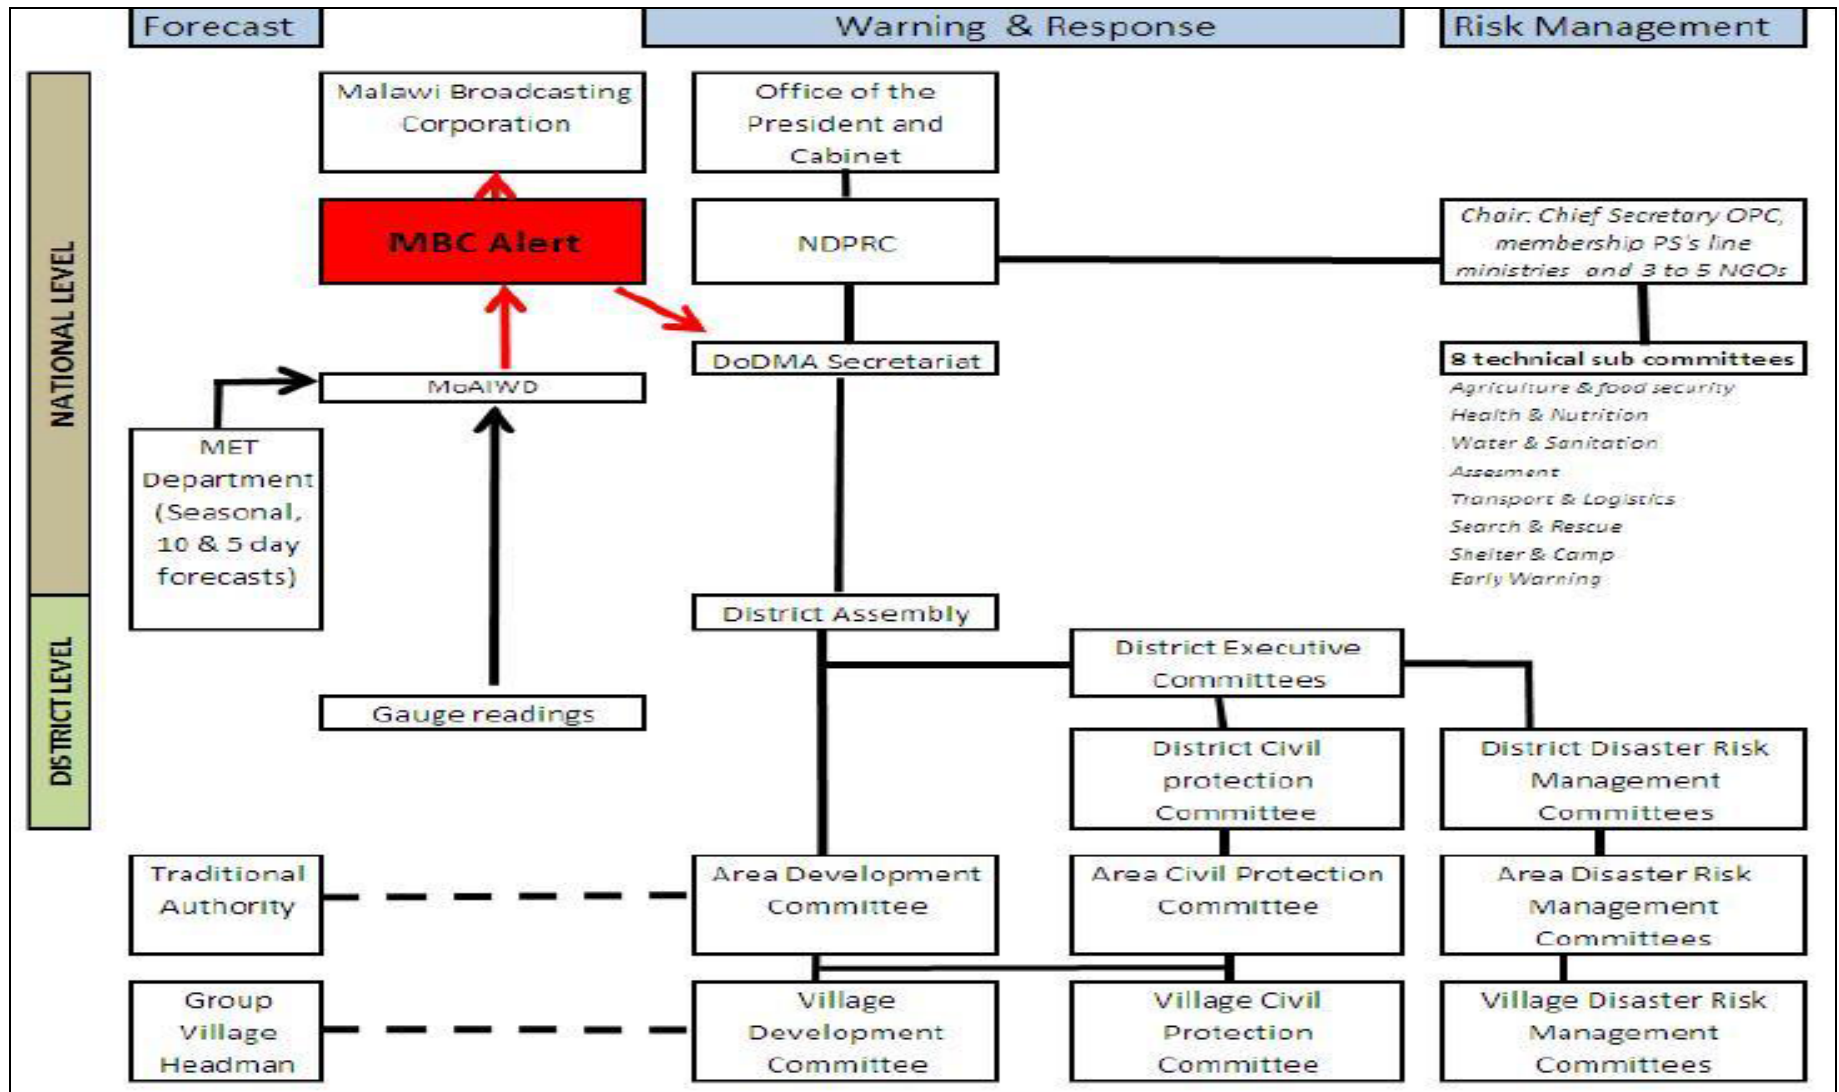 Forecast
Warning & Response
Risk Management
NATIONAL LEVEL
DISTRICT LEVEL
Malawi Broadcasting
Corporation
Office of the
President and
Cabinet
MBC Alert
NDPRC
Chair: Chief Secretary OPC,
membership PS's line
ministries and 3 to 5 NGOs
DoDMA Secretariat
8 technical sub committees
MoAIWD
Agriculture & food security
Health & Nutrition
Water & Sanitation
Assesment
Transport & Logistics
Search & Rescue
Shelter & Camp
Early Warning
MET
Department
(Seasonal,
10 & 5 day
forecasts)
District Assembly
District Executive
Committees
Gauge readings
District Civil
protection
Committee
District Disaster Risk
Management
Committees
Traditional
Authority
Area Development
Committee
Area Civil Protection
Committee
Area Disaster Risk
Management
Committees
Group
Village
Headman
Village
Development
Committee
Village Civil
Protection
Committee
Village Disaster Risk
Management
Committees